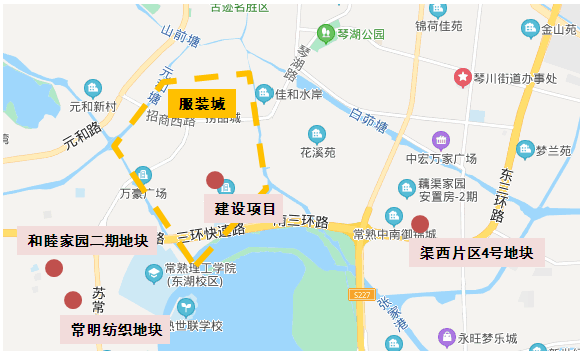 古迹名胜区
山前塘
琴湖公园
锦荷佳苑
金山苑
琴湖路
元和塘
服装城
琴川街道办事处
元和新村
佳和水岸
招商西路
白茆塘
元和路
湾
花溪苑
中宏万家广场
梦兰苑
万豪广场
藕渠家园
安置房-2期
东三环路
建设项目
和睦家园二期地块
三环快速路
南三环路
常熟中南御锦城
渠西片区4号地块
常熟理工学院
(东湖校区)
苏常
S227
张家港
常明纺织地块
熟世联学校
永旺梦乐城